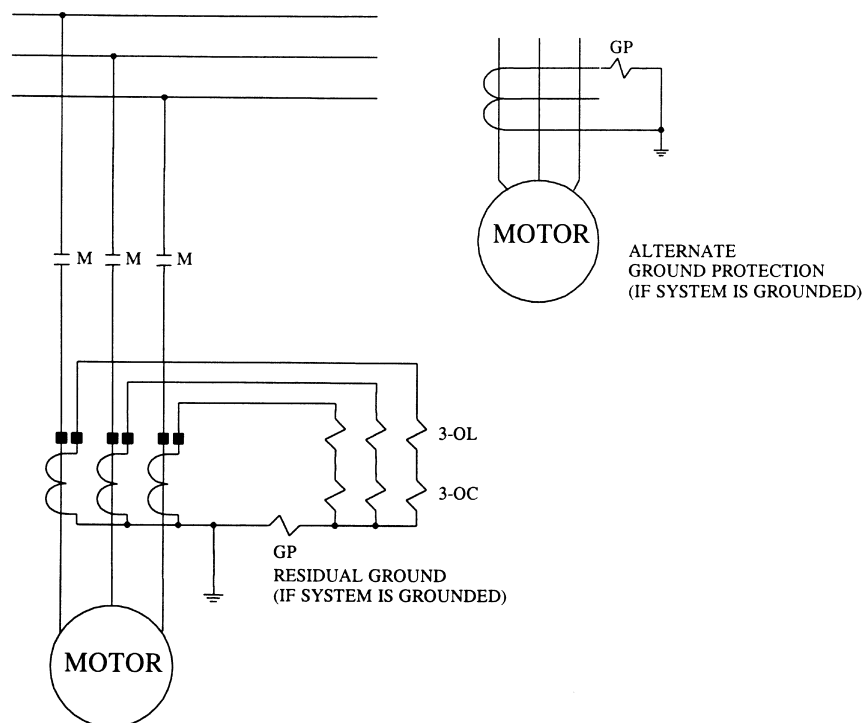 GP
MOTOR
ALTERNATE
GROUND PROTECTION
(IF SYSTEM IS GROUNDED)
M M M
3-OL
3-OC
GP
RESIDUAL GROUND
(IF SYSTEM IS GROUNDED)
MOTOR